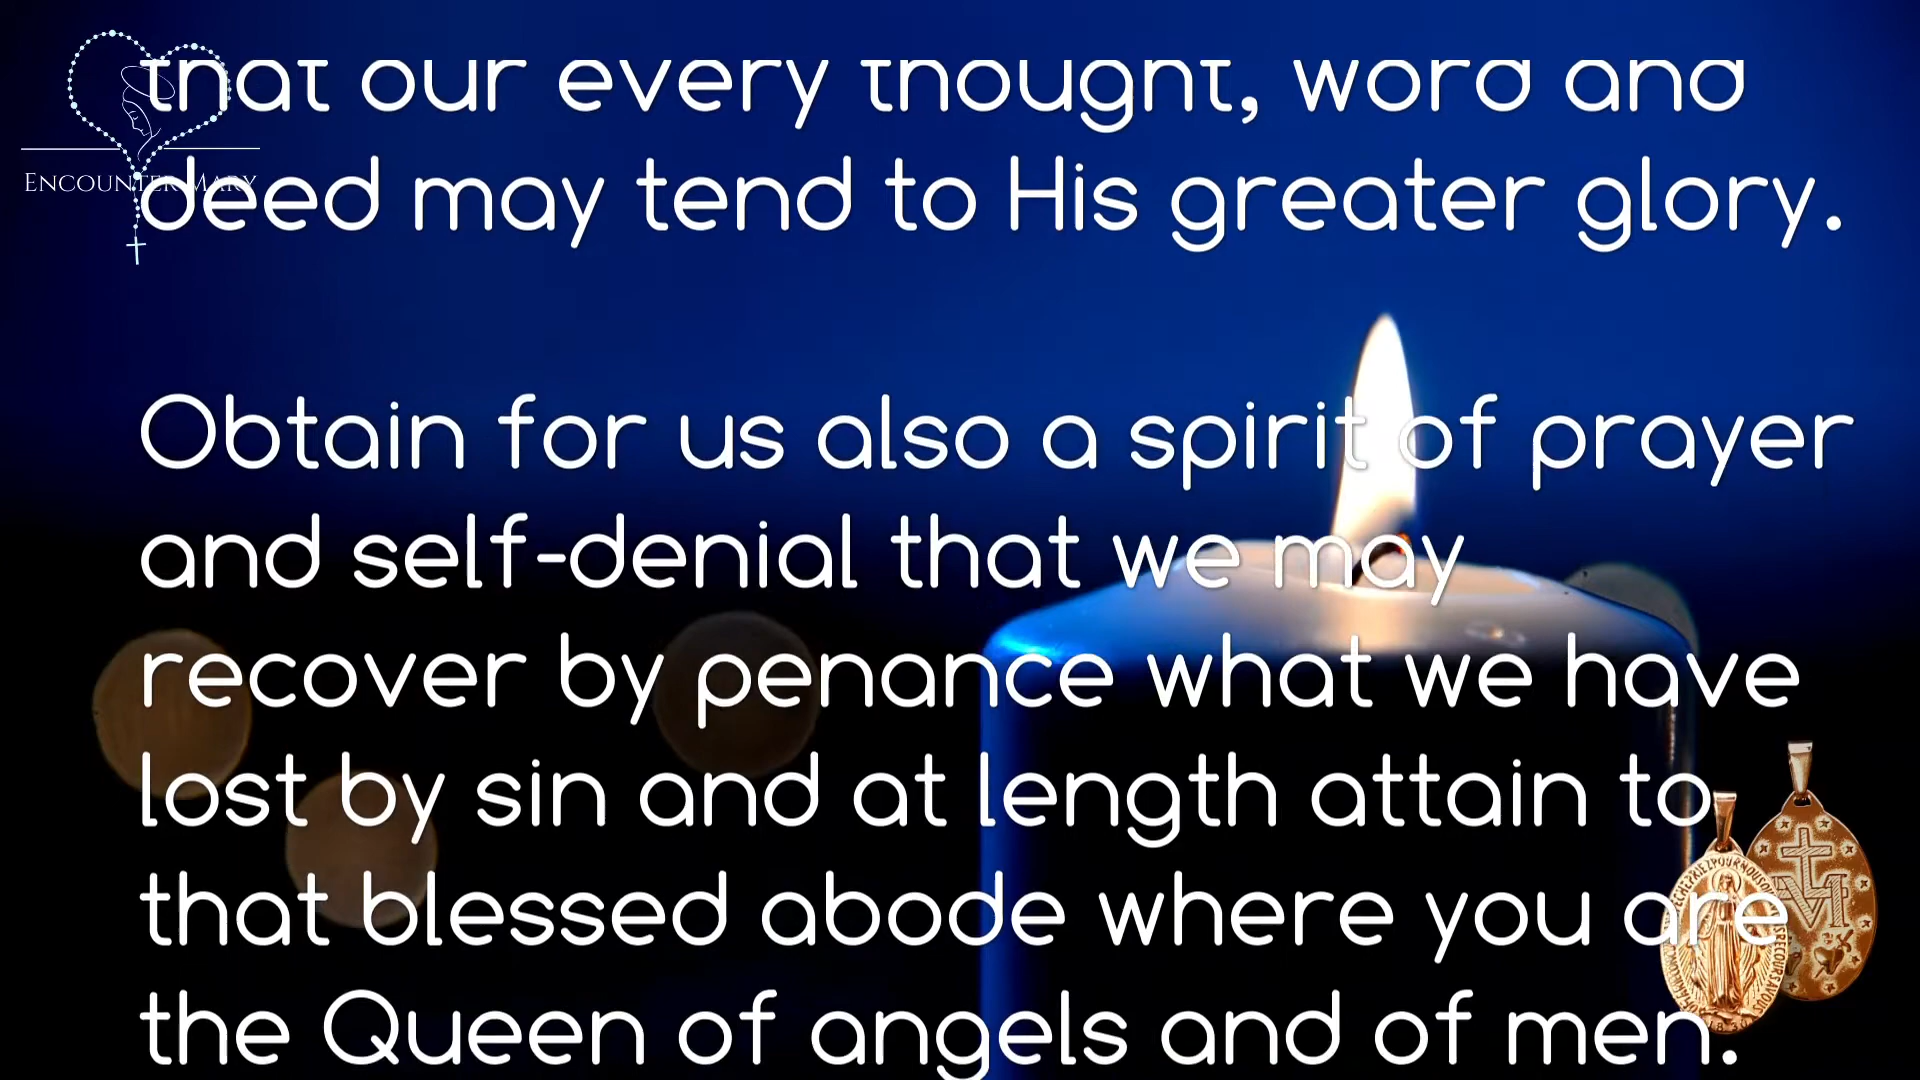 that our every thought, word and
ENCOUNTER MARY
deed may tend to His greater glory.
Obtain for us also a spirit of prayer
and self-denial that we may
recover by penance what we have
lost by sin and at length attain to
that blessed abode where you are
the Queen of angels and of men.